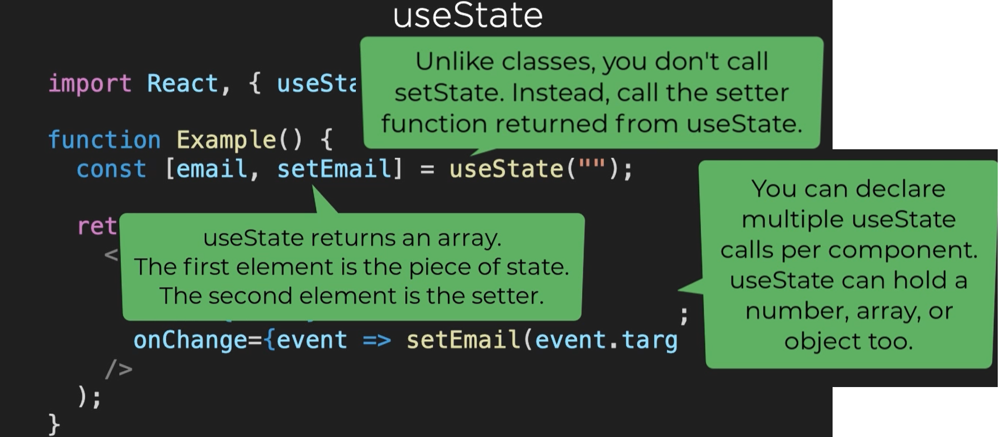 useState
Unlike classes, you don't call
setState. Instead, call the setter
function returned from useState.
import React, { useSta
function Example() {
const [email, setEmail] = useState("");
You can declare
multiple useState
calls per component.
useState can hold a
number, array, or
object too.
ret
<
useState returns an array.
The first element is the piece of state.
The second element is the setter.
;
onChange={event => setEmail(event.targ
/>
);
}